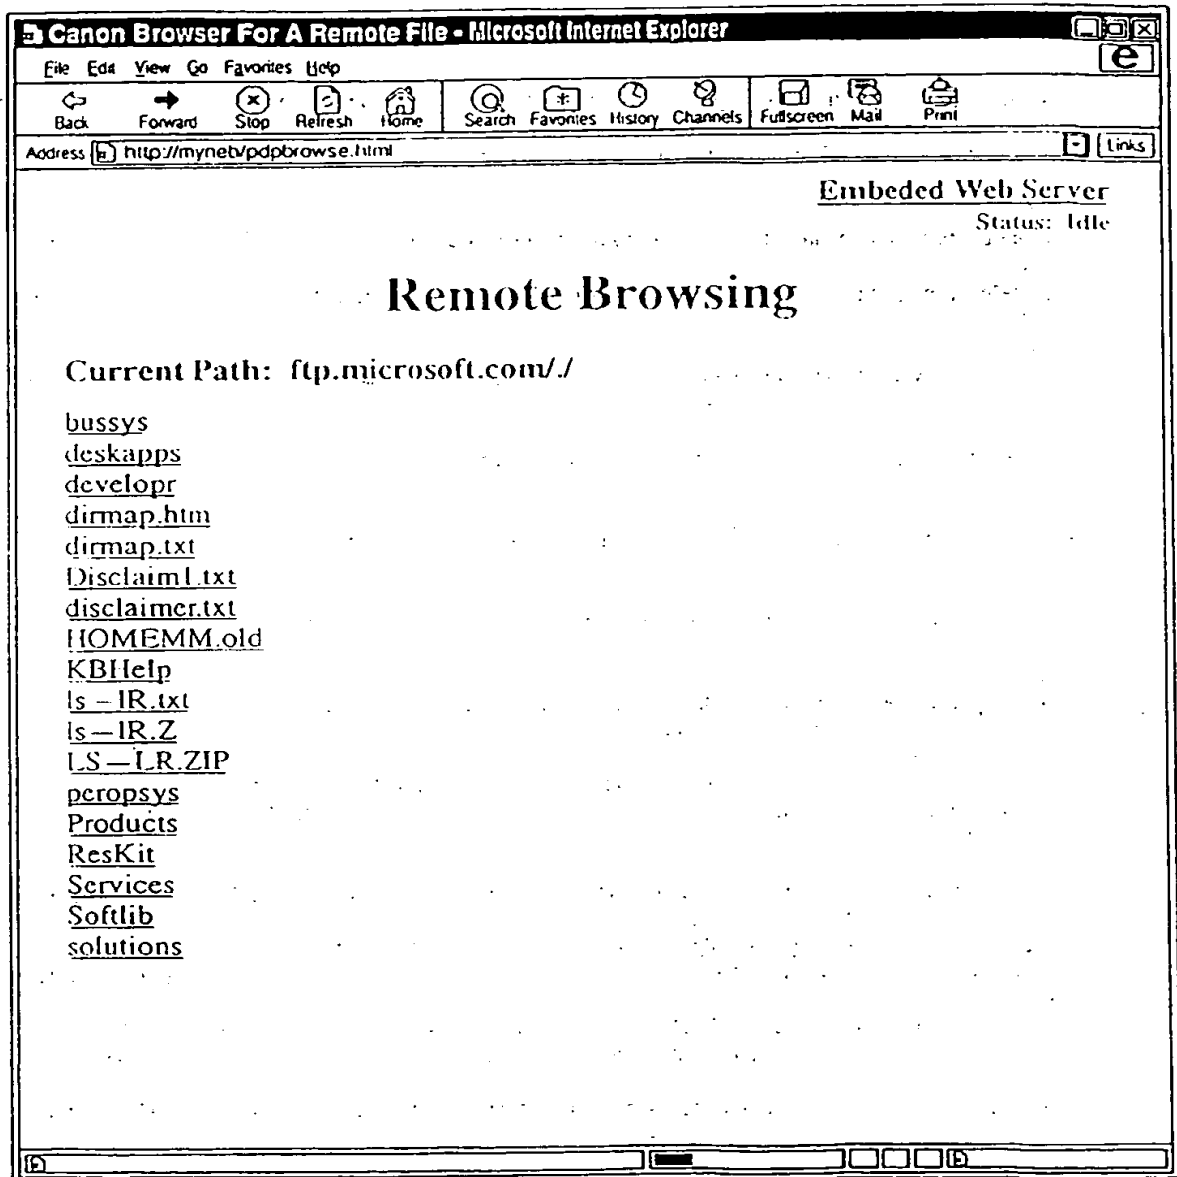 Canon Browser For A Remote File - Microsoft Internet Explorer
File Edit View Go Favorites Help
Back Forward Stop Refresh Home Search Favorites History Channels Fullscreen Mail Print
Address http://myneb/pdpbrowse.html Links
Embeded Web Server
Status: Idle
Remote Browsing
Current Path: ftp.microsoft.com/./
bussys
deskapps
developr
dirmap.htm
dirmap.txt
Disclaim1.txt
disclaimer.txt
HOMEMM.old
KBHelp
ls-lR.txt
ls-lR.Z
LS-LR.ZIP
peropsys
Products
ResKit
Services
Softlib
solutions